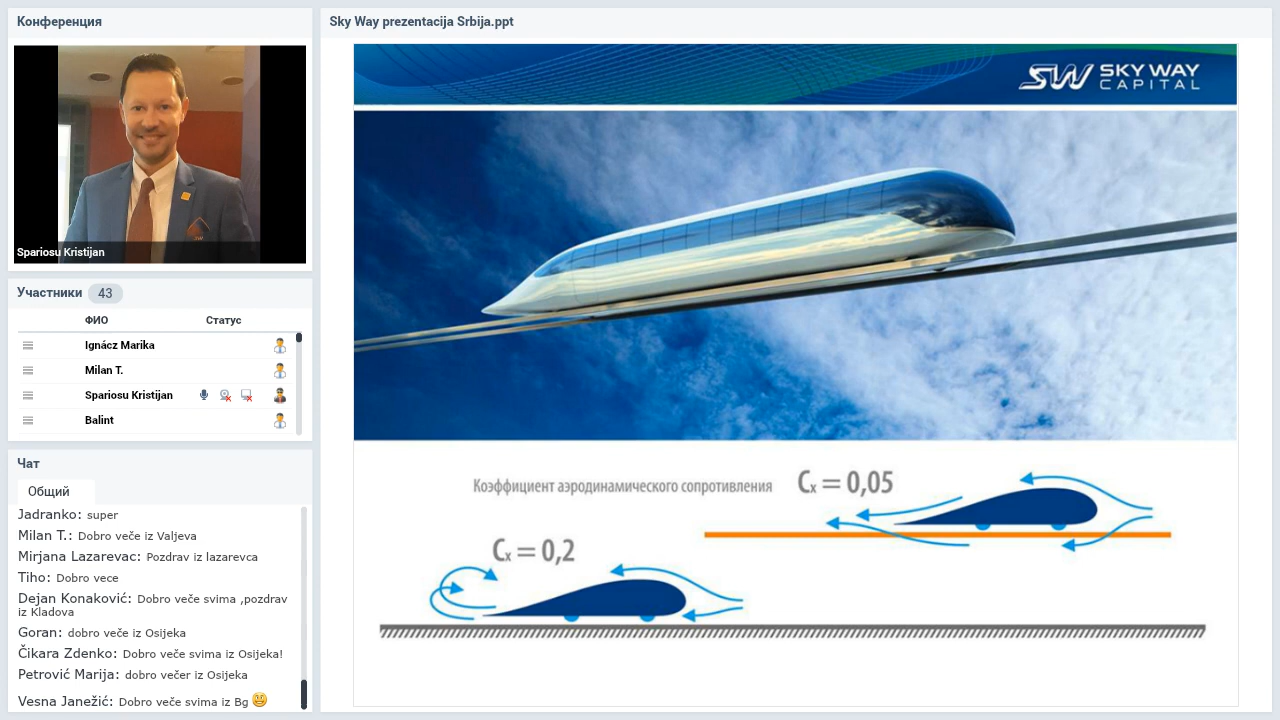 Конференция
Spariosu Kristijan
Участники 43
ФИО Статус
Ignácz Marika
Milan T.
Spariosu Kristijan
Balint
Чат
Общий
Jadranko: super
Milan T.: Dobro veče iz Valjeva
Mirjana Lazarevac: Pozdrav iz lazarevca
Tiho: Dobro vece
Dejan Konaković: Dobro veče svima ,pozdrav
iz Kladova
Goran: dobro veče iz Osijeka
Čikara Zdenko: Dobro veče svima iz Osijeka!
Petrović Marija: dobro večer iz Osijeka
Vesna Janežić: Dobro veče svima iz Bg
Sky Way prezentacija Srbija.ppt
SW SKY WAY
CAPITAL
Коэффициент аэродинамического сопротивления Cx = 0,05
Cx = 0,2